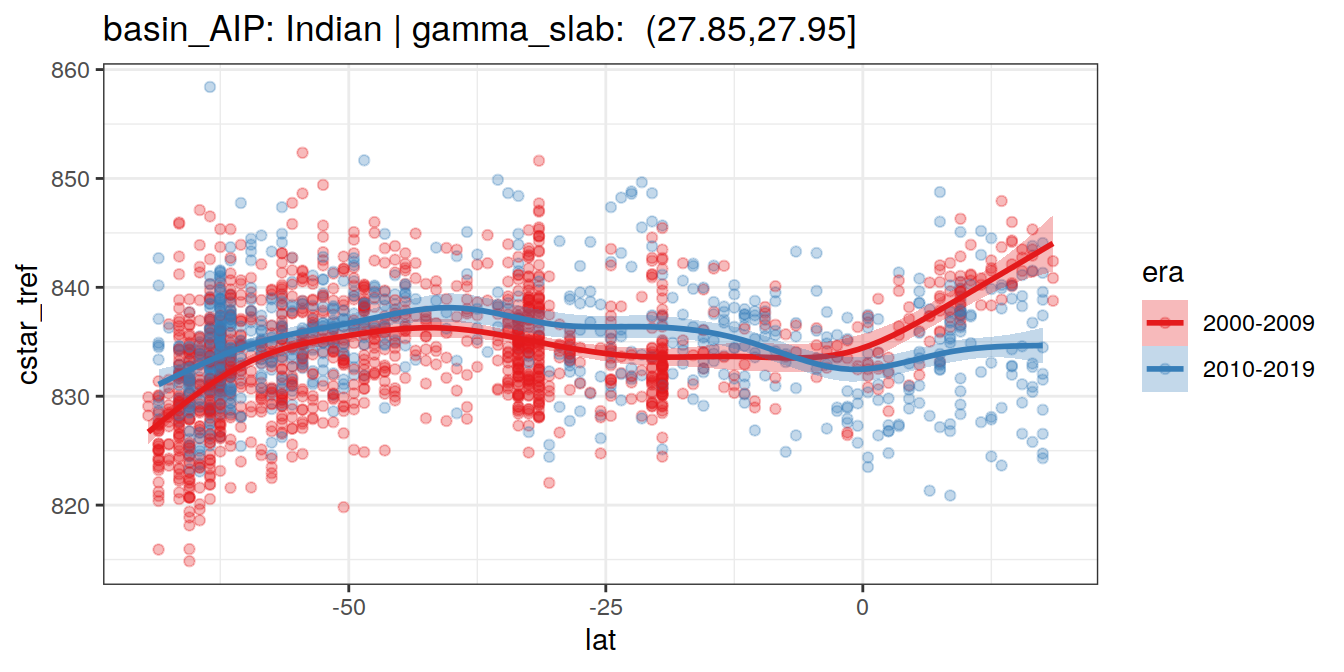 basin_AIP: Indian | gamma_slab:  (27.85,27.95]
860
850
840
830
820
cstar_tref
-50
-25
0
lat
era
2000-2009
2010-2019